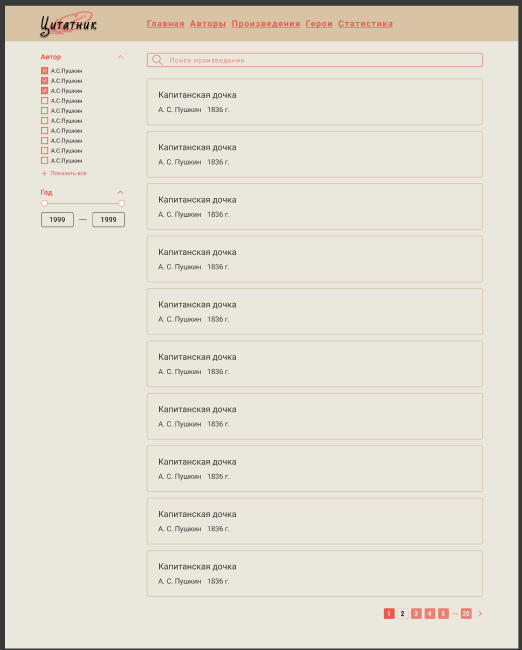 Цитатник
Главная Авторы Произведения Герои Статистика
Автор
А.С.Пушкин
А.С.Пушкин
А.С.Пушкин
А.С.Пушкин
А.С.Пушкин
А.С.Пушкин
А.С.Пушкин
А.С.Пушкин
А.С.Пушкин
А.С.Пушкин
Показать все
Год
1999 — 1999
Поиск произведения
Капитанская дочка
А. С. Пушкин 1836 г.
Капитанская дочка
А. С. Пушкин 1836 г.
Капитанская дочка
А. С. Пушкин 1836 г.
Капитанская дочка
А. С. Пушкин 1836 г.
Капитанская дочка
А. С. Пушкин 1836 г.
Капитанская дочка
А. С. Пушкин 1836 г.
Капитанская дочка
А. С. Пушкин 1836 г.
Капитанская дочка
А. С. Пушкин 1836 г.
Капитанская дочка
А. С. Пушкин 1836 г.
Капитанская дочка
А. С. Пушкин 1836 г.
1 2 3 4 5 — 20 >